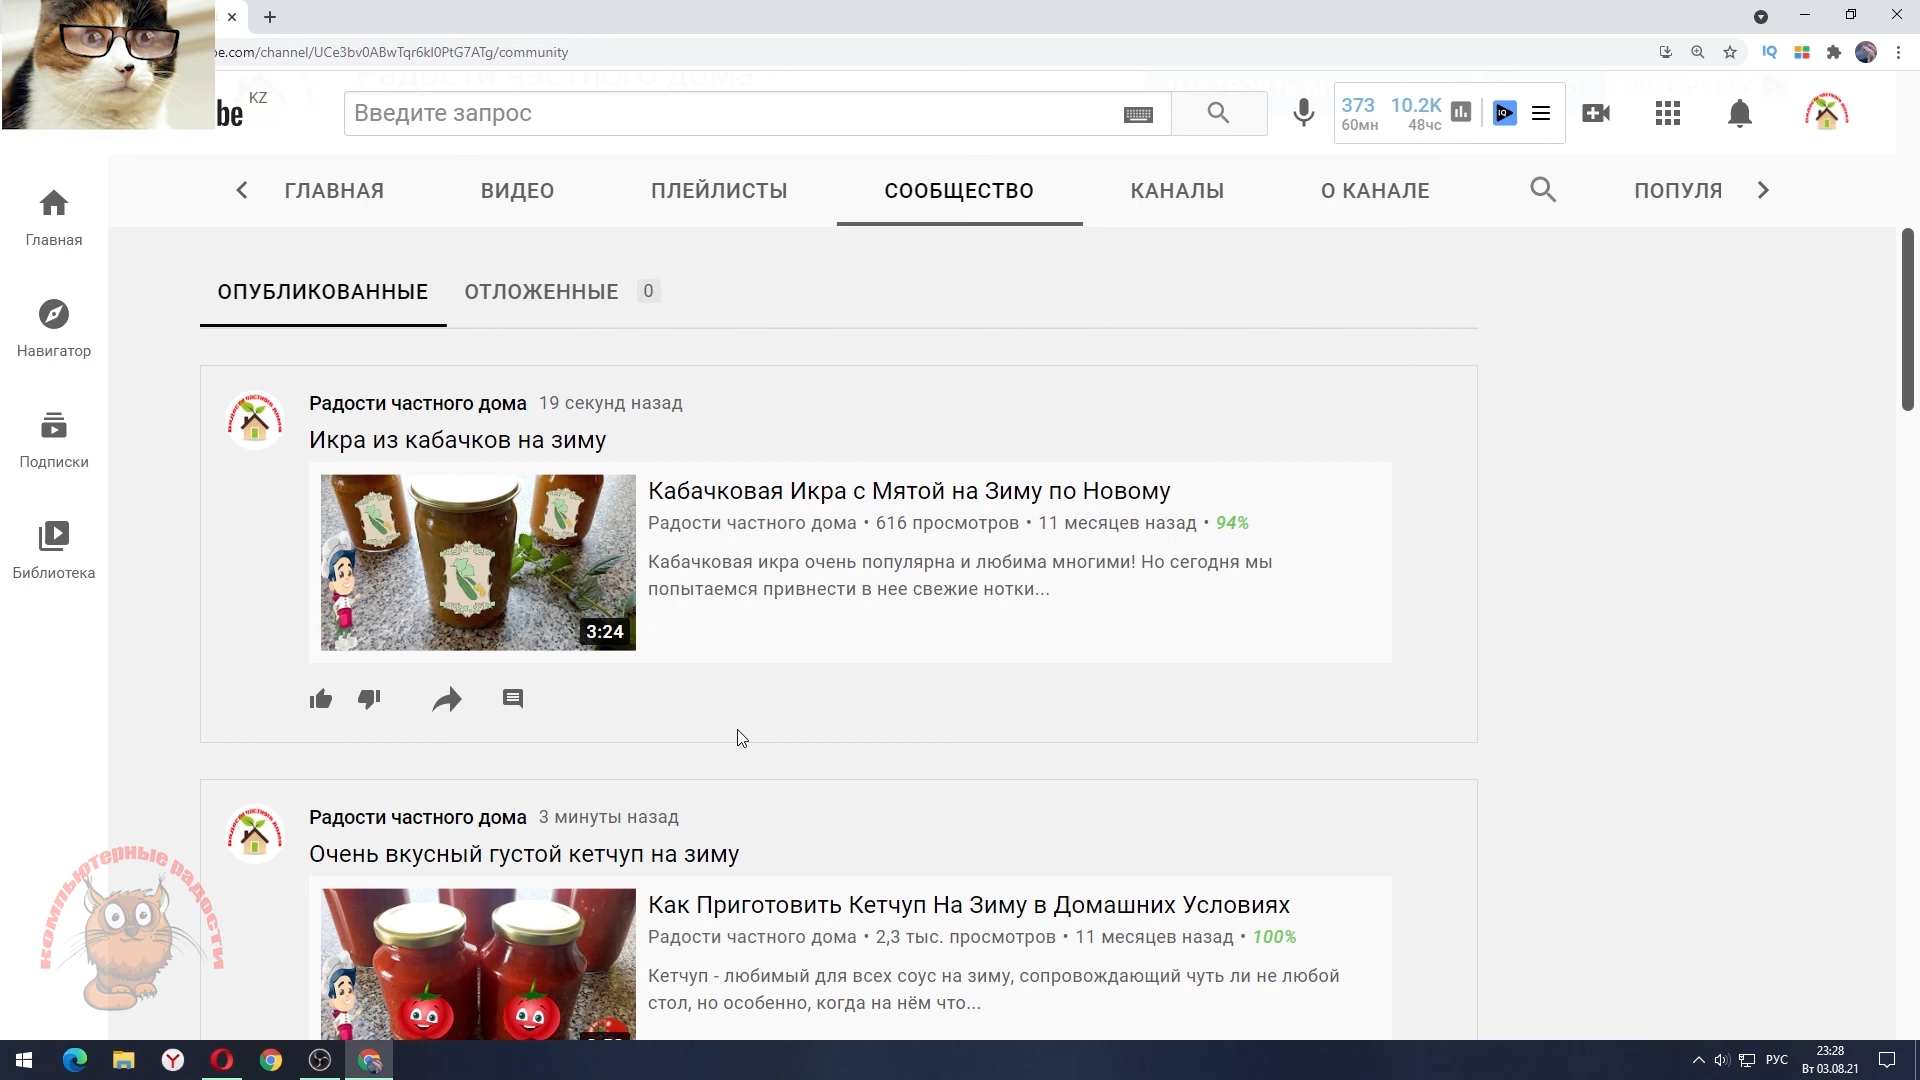 be.com/channel/UCe3bv0ABwTqr6kI0PtG7ATg/community
be
KZ
Введите запрос
373
60мн
10.2K
48чс
ГЛАВНАЯ
ВИДЕО
ПЛЕЙЛИСТЫ
СООБЩЕСТВО
КАНАЛЫ
О КАНАЛЕ
ПОПУЛЯ
Главная
Навигатор
Подписки
Библиотека
ОПУБЛИКОВАННЫЕ
ОТЛОЖЕННЫЕ 0
Радости частного дома 19 секунд назад
Икра из кабачков на зиму
Кабачковая Икра с Мятой на Зиму по Новому
Радости частного дома • 616 просмотров • 11 месяцев назад • 94%
Кабачковая икра очень популярна и любима многими! Но сегодня мы
попытаемся привнести в нее свежие нотки...
3:24
Радости частного дома 3 минуты назад
Очень вкусный густой кетчуп на зиму
Как Приготовить Кетчуп На Зиму в Домашних Условиях
Радости частного дома • 2,3 тыс. просмотров • 11 месяцев назад • 100%
Кетчуп - любимый для всех соус на зиму, сопровождающий чуть ли не любой
стол, но особенно, когда на нём что...
компьютерные радости
РУС
23:28
Вт 03.08.21